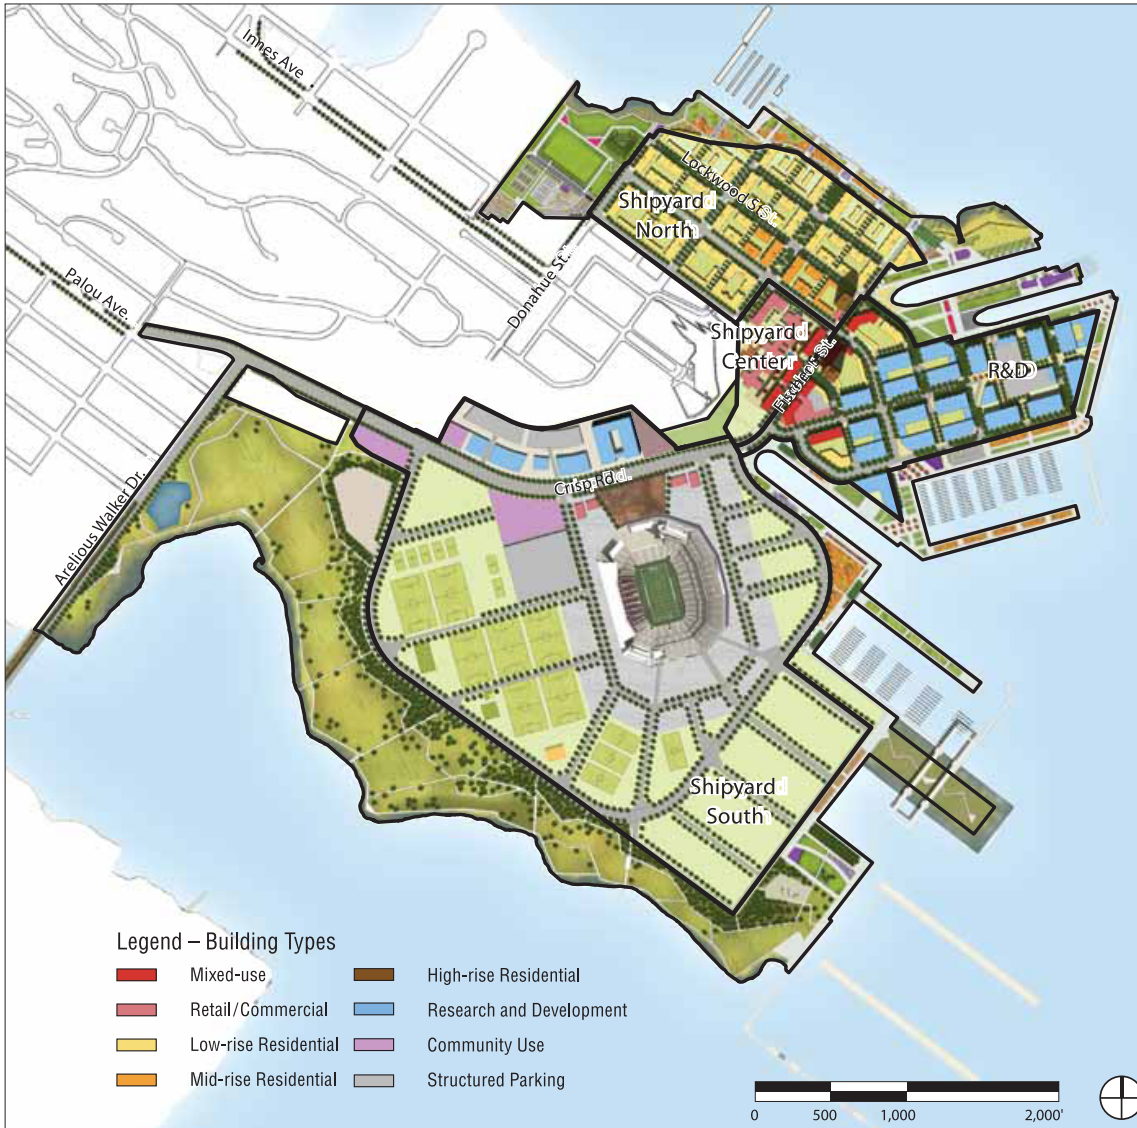 Innes Ave.
Lockwood St.
Shipyard
North
Palou Ave.
Donahue St.
Shipyard
Center
Fischer St.
R&D
Crisp Rd.
Arelious Walker Dr.
Shipyard
South
Legend – Building Types
Mixed-use
High-rise Residential
Retail/Commercial
Research and Development
Low-rise Residential
Community Use
Mid-rise Residential
Structured Parking
0 500 1,000 2,000'